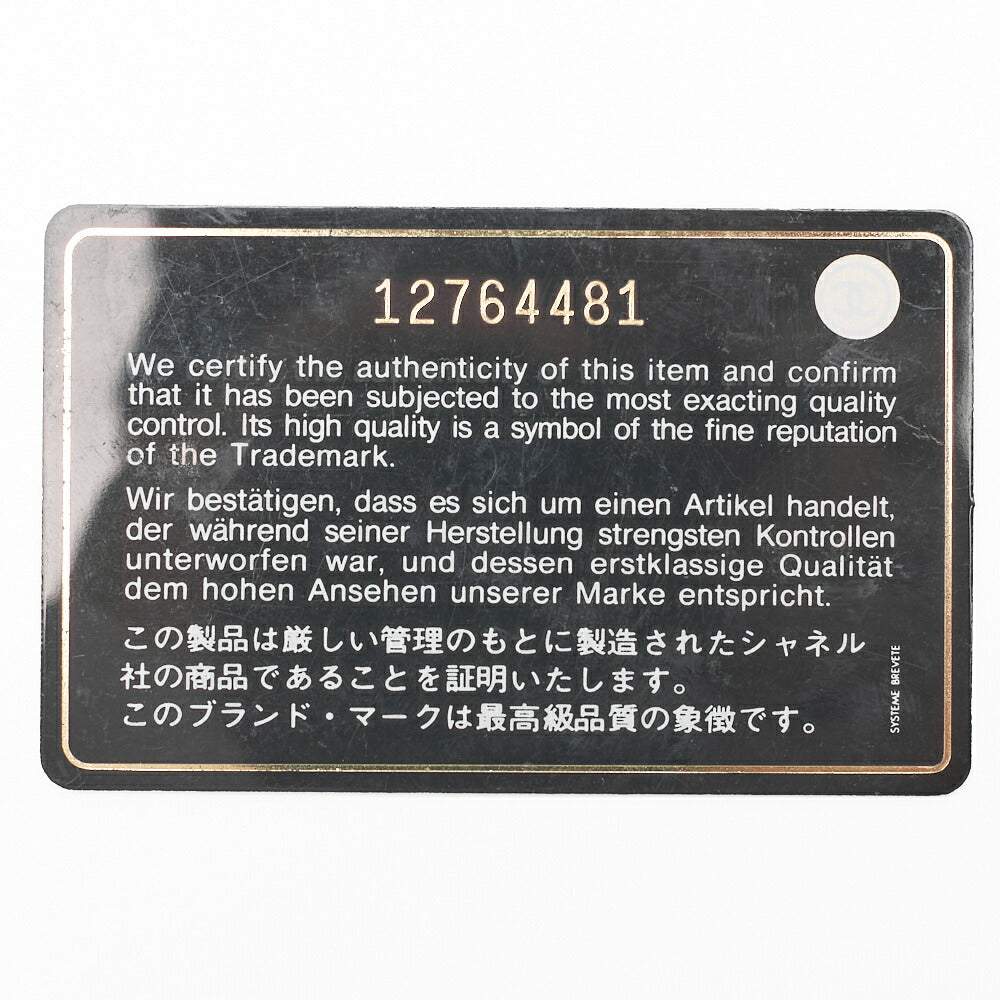 12764481
We certify the authenticity of this item and confirm
that it has been subjected to the most exacting quality
control. Its high quality is a symbol of the fine reputation
of the Trademark.
Wir bestätigen, dass es sich um einen Artikel handelt,
der während seiner Herstellung strengsten Kontrollen
unterworfen war, und dessen erstklassige Qualität
dem hohen Ansehen unserer Marke entspricht.
この製品は厳しい管理のもとに製造されたシャネル
社の商品であることを証明いたします。
このブランド・マークは最高級品質の象徴です。
SYSTEME BREVETE